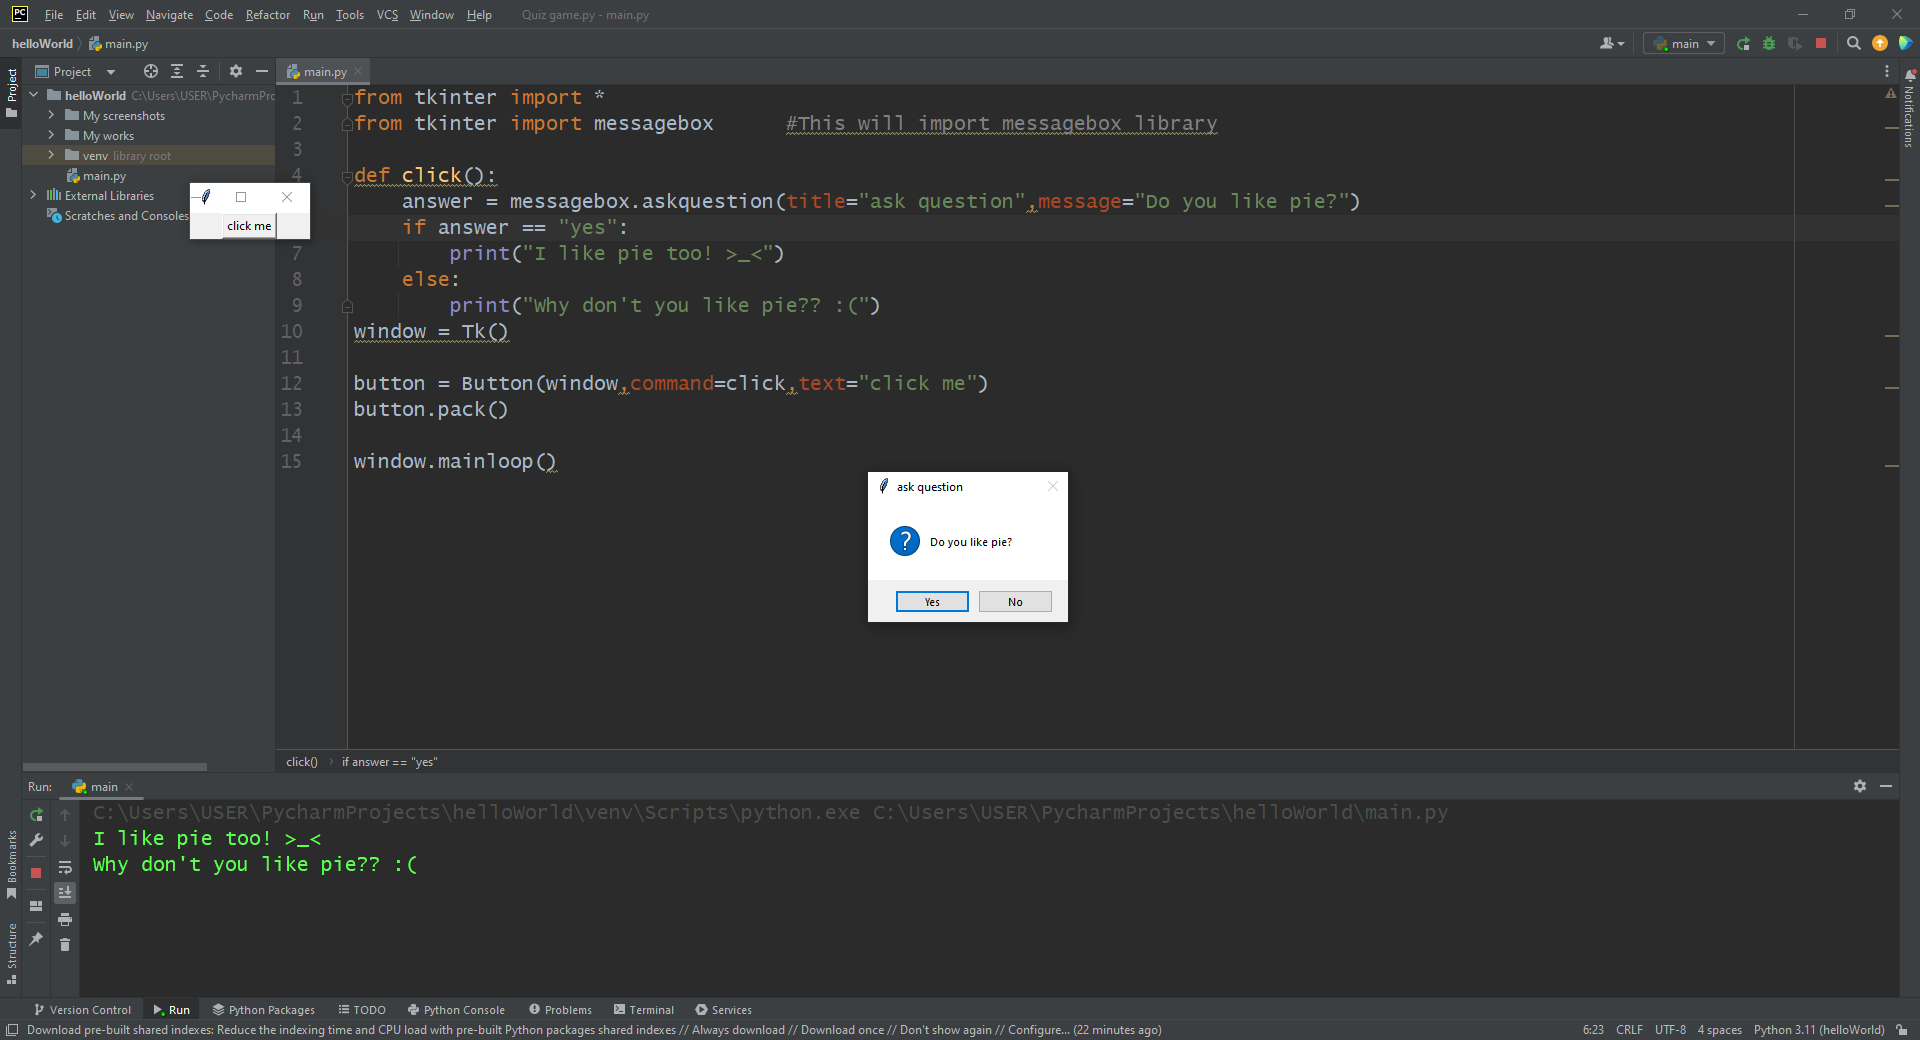 PC File Edit View Navigate Code Refactor Run Tools VCS Window Help Quiz game.py - main.py
helloWorld main.py main
Project
Project
main.py
helloWorld C:\Users\USER\PycharmPro
My screenshots
My works
venv library root
main.py
External Libraries
Scratches and Consoles
click me
Notifications
1 from tkinter import *
2 from tkinter import messagebox #This will import messagebox library
3
4 def click():
answer = messagebox.askquestion(title="ask question",message="Do you like pie?")
if answer == "yes":
7 print("I like pie too! >_<")
8 else:
9 print("Why don't you like pie?? :(")
10 window = Tk()
11
12 button = Button(window,command=click,text="click me")
13 button.pack()
14
15 window.mainloop()
ask question
? Do you like pie?
Yes No
click() if answer == "yes"
Run: main
C:\Users\USER\PycharmProjects\helloWorld\venv\Scripts\python.exe C:\Users\USER\PycharmProjects\helloWorld\main.py
I like pie too! >_<
Why don't you like pie?? :(
Bookmarks
Structure
Version Control Run Python Packages TODO Python Console Problems Terminal Services
Download pre-built shared indexes: Reduce the indexing time and CPU load with pre-built Python packages shared indexes // Always download // Download once // Don't show again // Configure... (22 minutes ago) 6:23 CRLF UTF-8 4 spaces Python 3.11 (helloWorld)